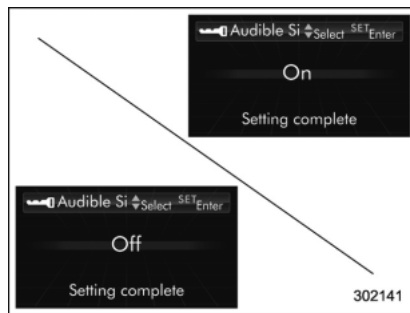 Audible Si Select SET Enter
On
Setting complete
Audible Si Select SET Enter
Off
Setting complete
302141